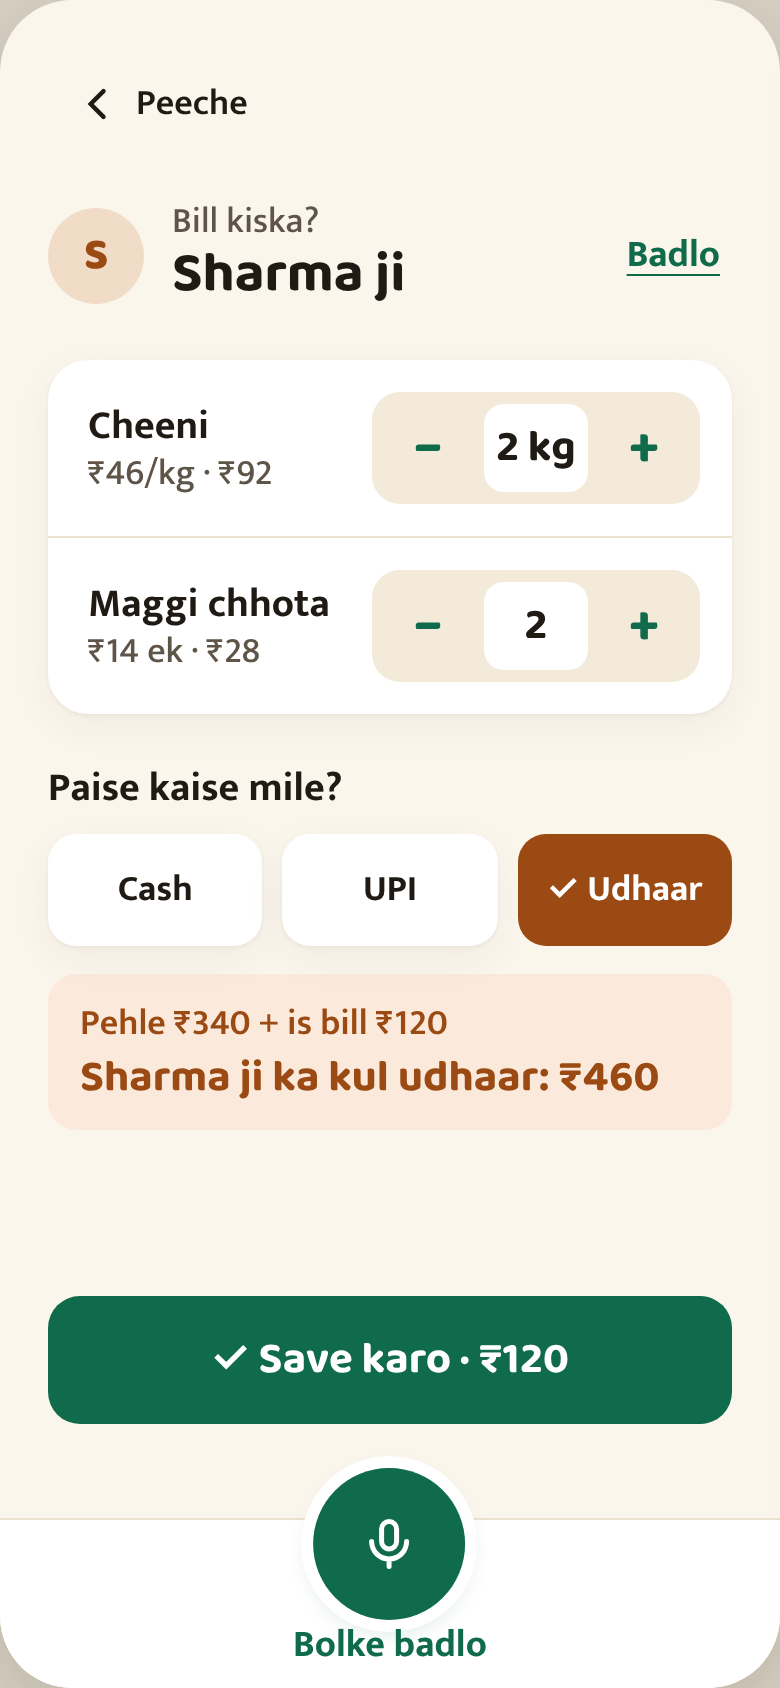 Peeche
S
Bill kiska?
Sharma ji
Badlo
Cheeni
₹46/kg · ₹92
− 2 kg +
Maggi chhota
₹14 ek · ₹28
− 2 +
Paise kaise mile?
Cash
UPI
✓ Udhaar
Pehle ₹340 + is bill ₹120
Sharma ji ka kul udhaar: ₹460
✓ Save karo · ₹120
Bolke badlo